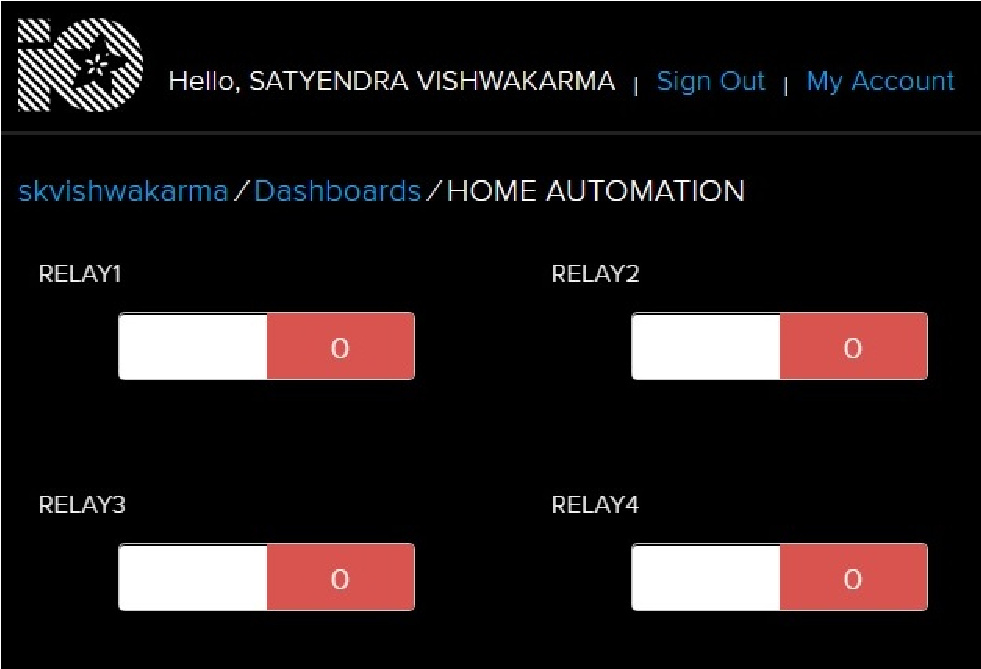 iO
Hello, SATYENDRA VISHWAKARMA | Sign Out | My Account
skvishwakarma/Dashboards/HOME AUTOMATION
RELAY1 RELAY2
0 0
RELAY3 RELAY4
0 0